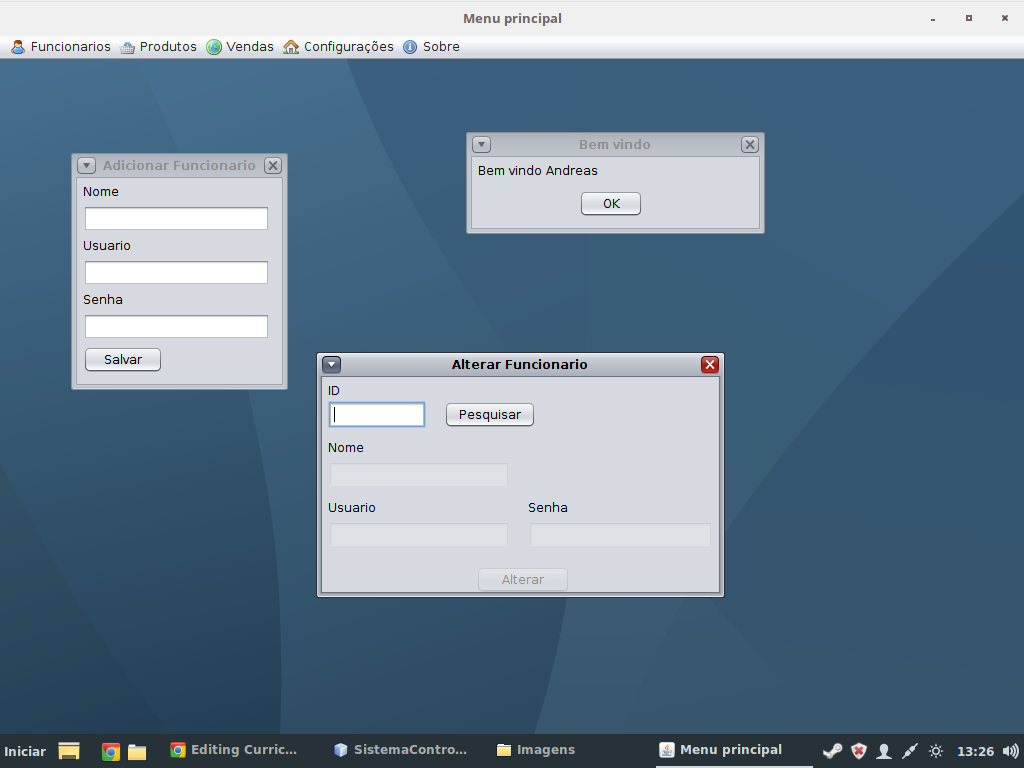 Menu principal
Funcionarios Produtos Vendas Configurações Sobre
Adicionar Funcionario
Nome
Usuario
Senha
Salvar
Bem vindo
Bem vindo Andreas
OK
Alterar Funcionario
ID
Pesquisar
Nome
Usuario Senha
Alterar
Iniciar Editing Curric... SistemaContro... Imagens Menu principal 13:26